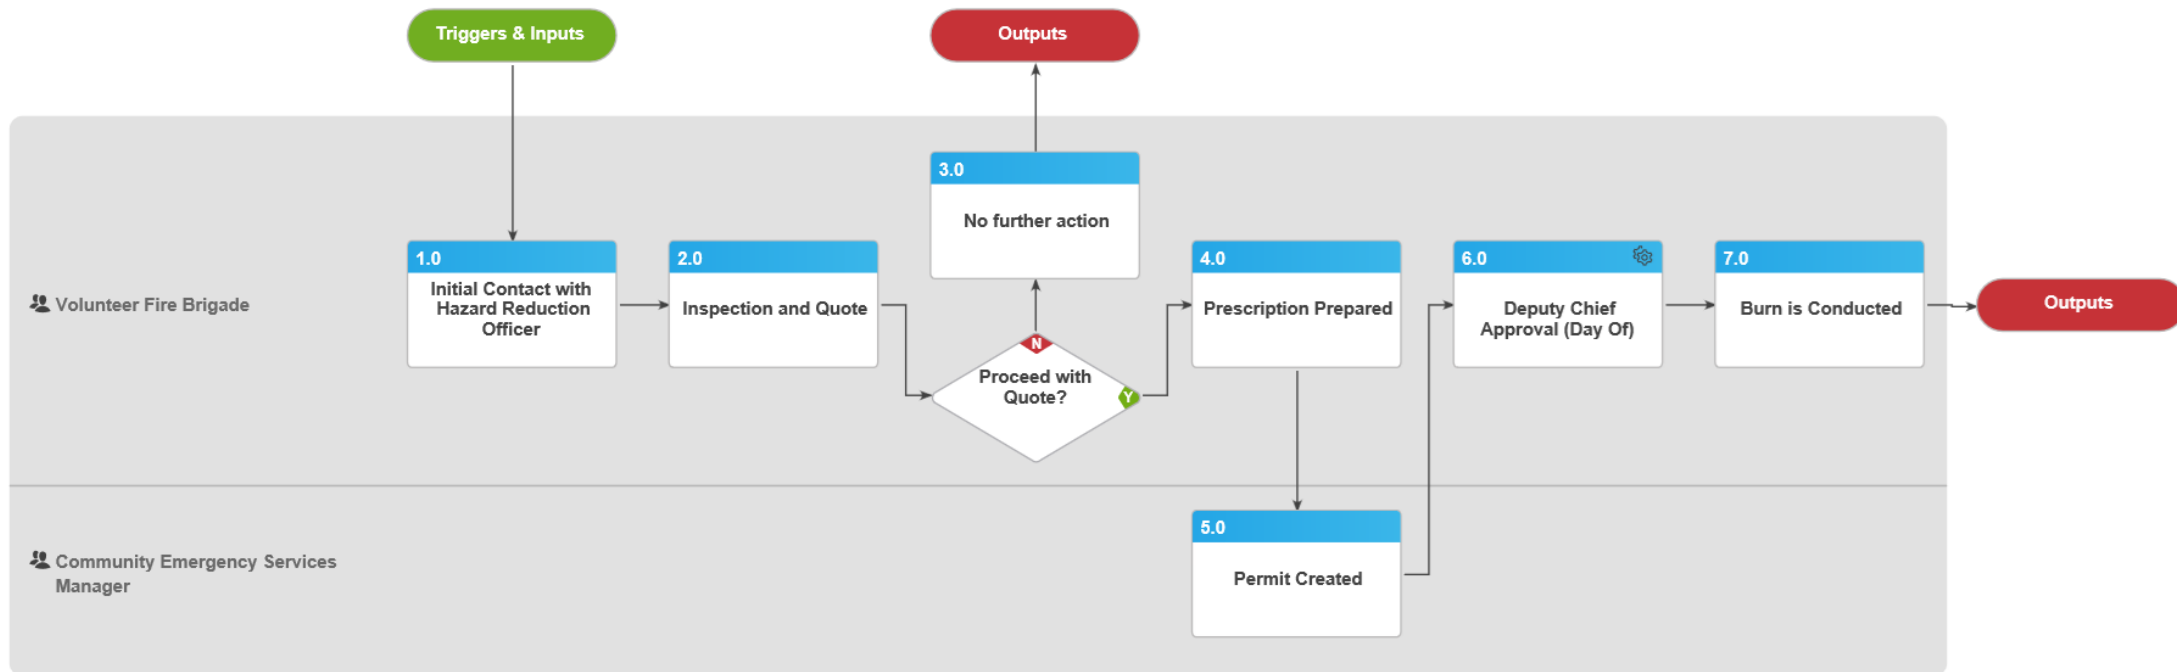 Triggers & Inputs
Outputs
3.0
No further action
1.0
Initial Contact with
Hazard Reduction
Officer
2.0
Inspection and Quote
4.0
Prescription Prepared
6.0
Deputy Chief
Approval (Day Of)
7.0
Burn is Conducted
Outputs
Volunteer Fire Brigade
N
Proceed with
Quote?
Y
5.0
Permit Created
Community Emergency Services
Manager